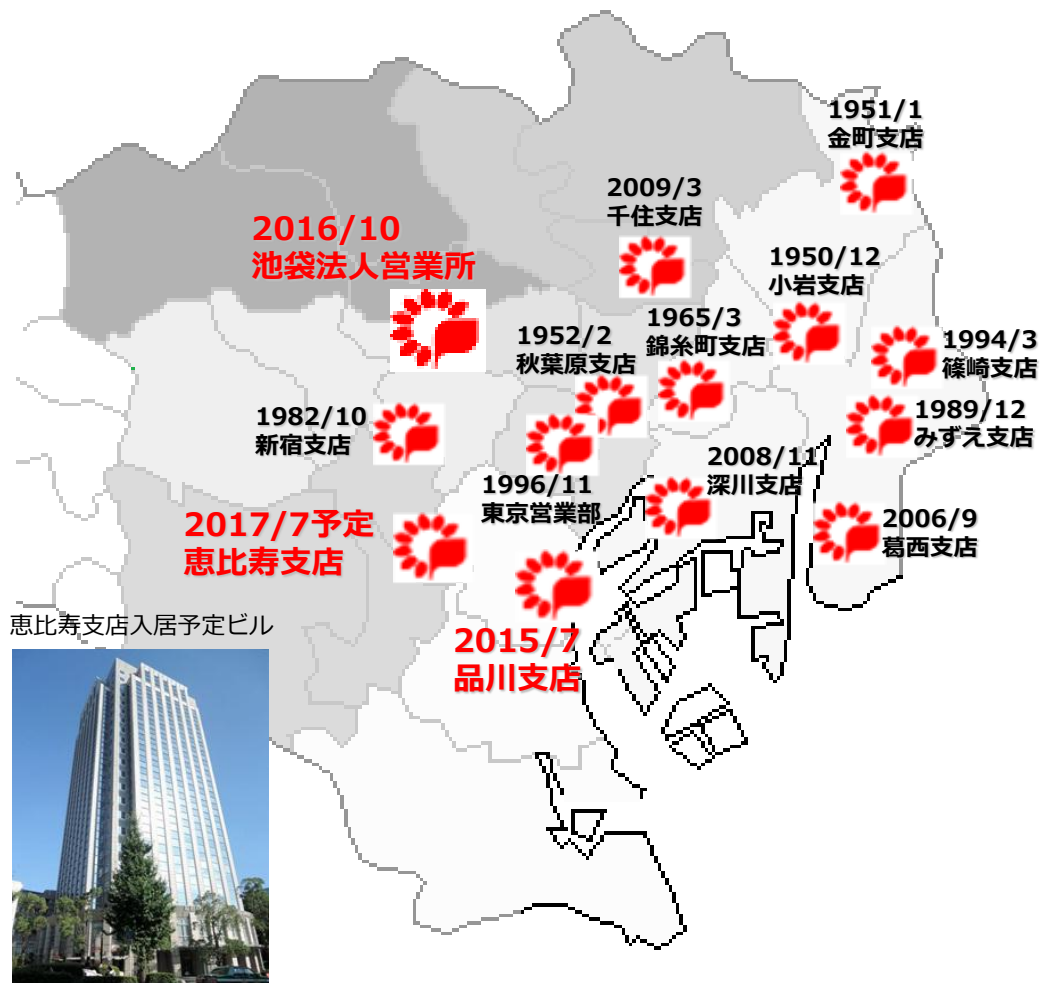 1951/1
金町支店
2009/3
千住支店
2016/10
池袋法人営業所
1950/12
小岩支店
1965/3
錦糸町支店
1952/2
秋葉原支店
1994/3
篠崎支店
1982/10
新宿支店
1989/12
みずえ支店
2008/11
深川支店
1996/11
東京営業部
2017/7予定
恵比寿支店
2006/9
葛西支店
2015/7
品川支店
恵比寿支店入居予定ビル